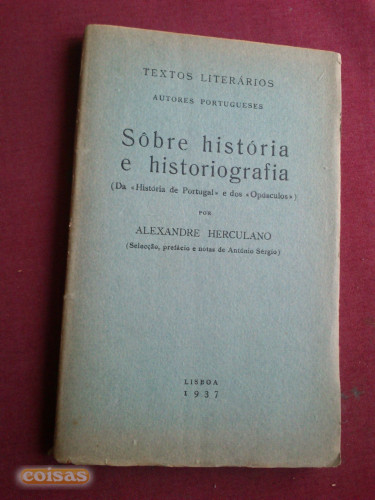 TEXTOS LITERÁRIOS
AUTORES PORTUGUESES
Sôbre história
e historiografia
(Da «História de Portugal» e dos «Opúsculos»)
POR
ALEXANDRE HERCULANO
(Selecção, prefácio e notas de António Sérgio)
LISBOA
1937
coisas